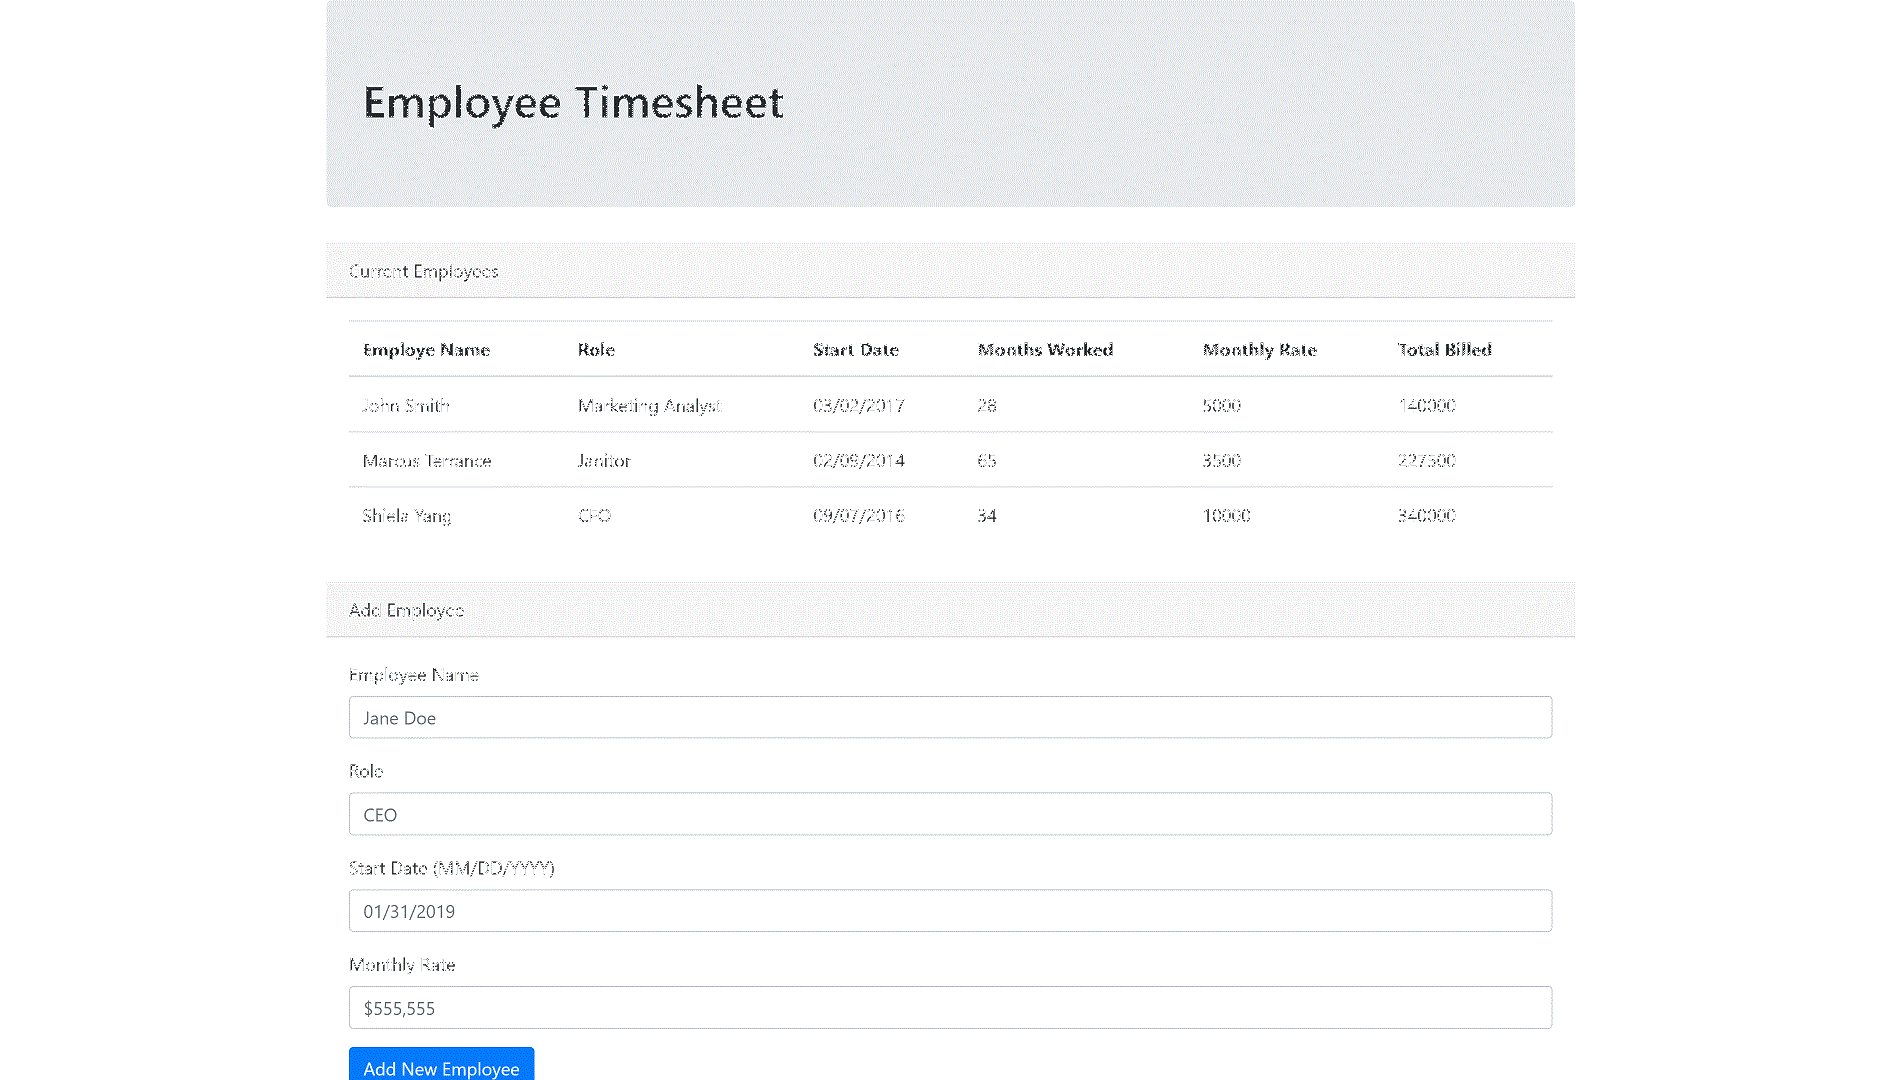 Employee Timesheet
Current Employees
Employe Name Role Start Date Months Worked Monthly Rate Total Billed
John Smith Marketing Analyst 03/02/2017 28 5000 140000
Marcus Terrance Janitor 02/09/2014 65 3500 227500
Shiela Yang CFO 09/07/2016 34 10000 340000
Add Employee
Employee Name
Jane Doe
Role
CEO
Start Date (MM/DD/YYYY)
01/31/2019
Monthly Rate
$555,555
Add New Employee